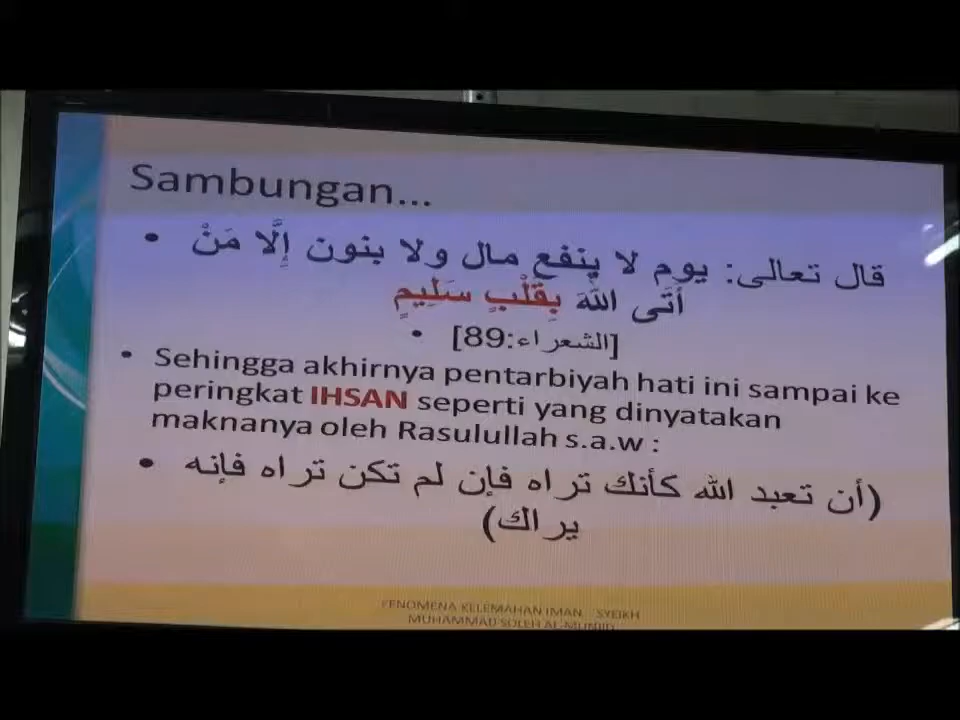 Sambungan...
• قال تعالى: يوم لا ينفع مال ولا بنون إِلَّا مَنْ
أَتَى اللَّهَ بِقَلْبٍ سَلِيمٍ
• [الشعراء:89]
• Sehingga akhirnya pentarbiyah hati ini sampai ke
peringkat IHSAN seperti yang dinyatakan
maknanya oleh Rasulullah s.a.w :
• (أن تعبد الله كأنك تراه فإن لم تكن تراه فإنه
يراك)
FENOMENA KELEMAHAN IMAN SYEIKH
MUHAMMAD SOLEH AL-MUNJID